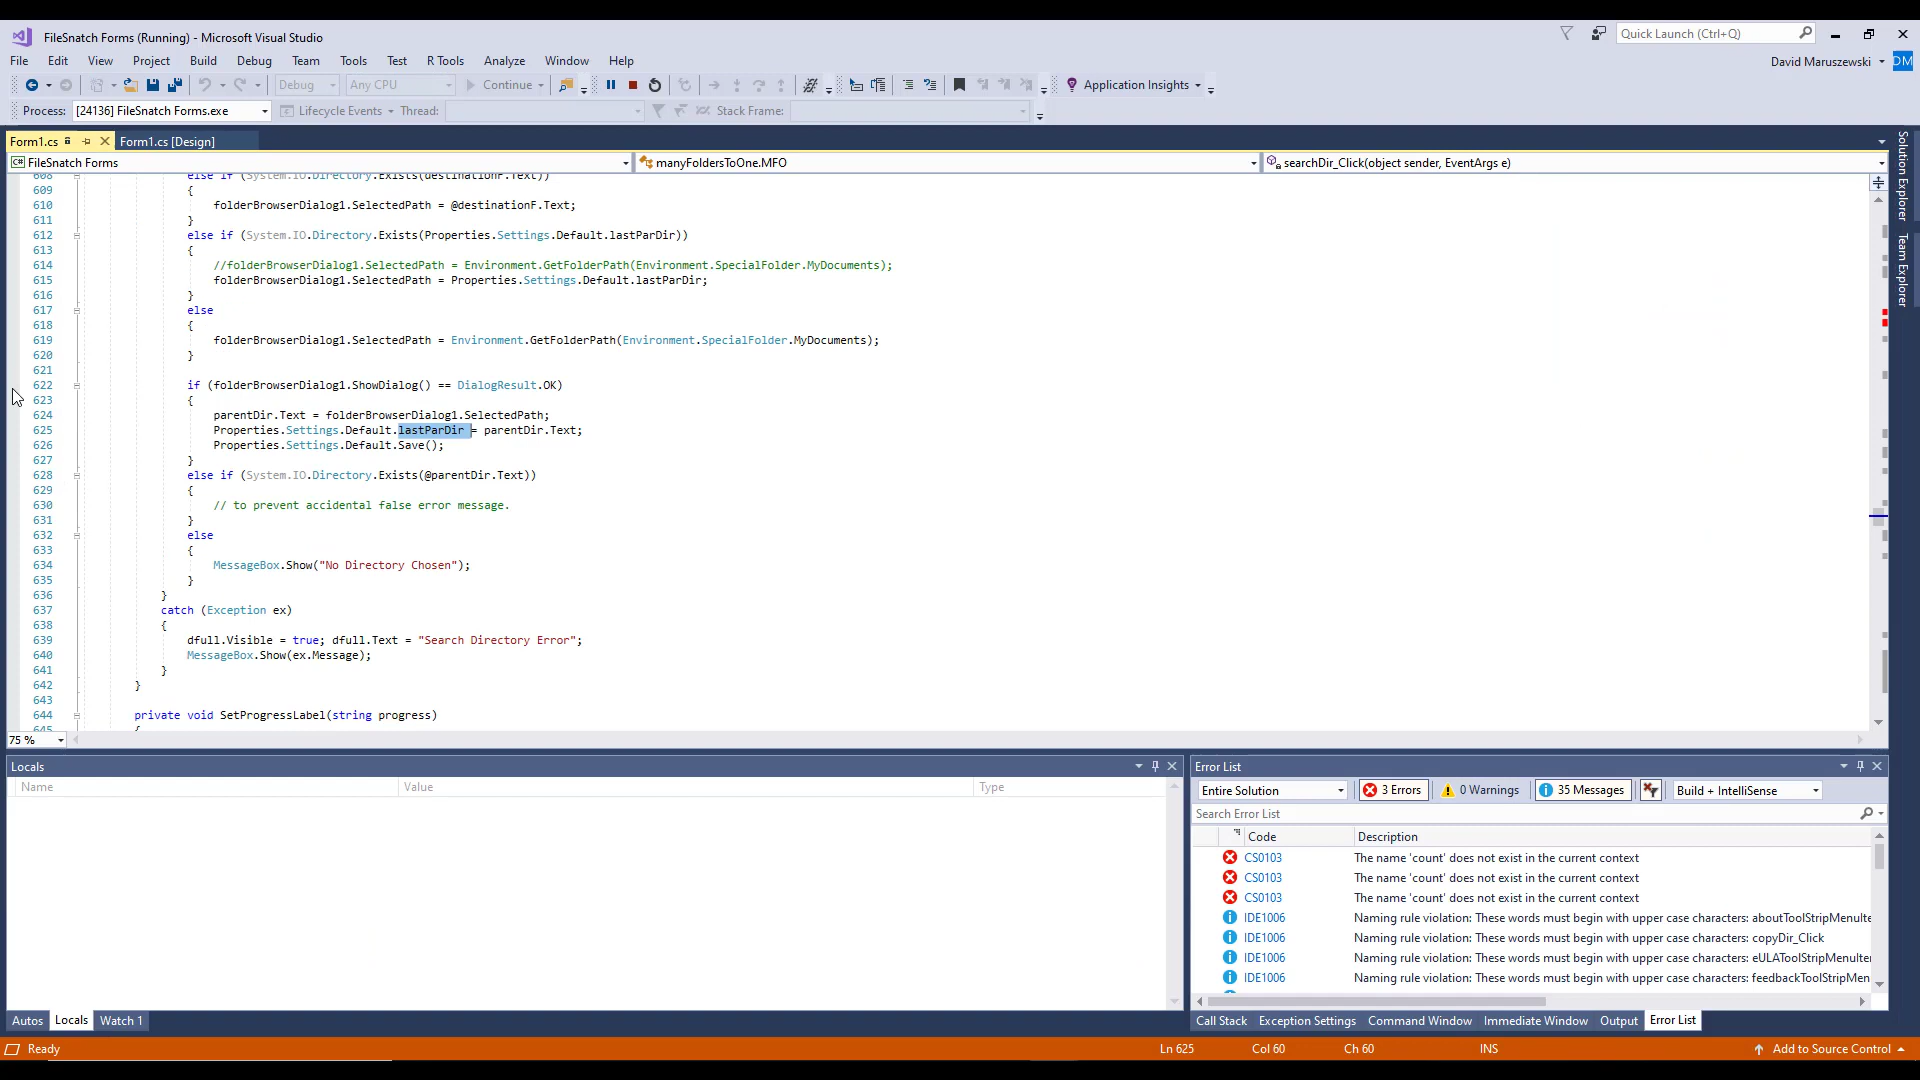 FileSnatch Forms (Running) - Microsoft Visual Studio
Quick Launch (Ctrl+Q)
File Edit View Project Build Debug Team Tools Test R Tools Analyze Window Help
David Maruszewski
DM
Debug Any CPU Continue Application Insights
Process: [24136] FileSnatch Forms.exe Lifecycle Events Thread: Stack Frame:
Form1.cs Form1.cs [Design]
C# FileSnatch Forms manyFoldersToOne.MFO searchDir_Click(object sender, EventArgs e)
Solution Explorer
Team Explorer
608 else if (System.IO.Directory.Exists(destinationF.Text))
609 {
610 folderBrowserDialog1.SelectedPath = @destinationF.Text;
611 }
612 else if (System.IO.Directory.Exists(Properties.Settings.Default.lastParDir))
613 {
614 //folderBrowserDialog1.SelectedPath = Environment.GetFolderPath(Environment.SpecialFolder.MyDocuments);
615 folderBrowserDialog1.SelectedPath = Properties.Settings.Default.lastParDir;
616 }
617 else
618 {
619 folderBrowserDialog1.SelectedPath = Environment.GetFolderPath(Environment.SpecialFolder.MyDocuments);
620 }
621
622 if (folderBrowserDialog1.ShowDialog() == DialogResult.OK)
623 {
624 parentDir.Text = folderBrowserDialog1.SelectedPath;
625 Properties.Settings.Default.lastParDir = parentDir.Text;
626 Properties.Settings.Default.Save();
627 }
628 else if (System.IO.Directory.Exists(@parentDir.Text))
629 {
630 // to prevent accidental false error message.
631 }
632 else
633 {
634 MessageBox.Show("No Directory Chosen");
635 }
636 }
637 catch (Exception ex)
638 {
639 dfull.Visible = true; dfull.Text = "Search Directory Error";
640 MessageBox.Show(ex.Message);
641 }
642 }
643
644 private void SetProgressLabel(string progress)
645 {
75 %
Locals
Name Value Type
Autos Locals Watch 1
Error List
Entire Solution 3 Errors 0 Warnings 35 Messages Build + IntelliSense
Search Error List
Code Description
CS0103 The name 'count' does not exist in the current context
CS0103 The name 'count' does not exist in the current context
CS0103 The name 'count' does not exist in the current context
IDE1006 Naming rule violation: These words must begin with upper case characters: aboutToolStripMenuIte
IDE1006 Naming rule violation: These words must begin with upper case characters: copyDir_Click
IDE1006 Naming rule violation: These words must begin with upper case characters: eULAToolStripMenuIter
IDE1006 Naming rule violation: These words must begin with upper case characters: feedbackToolStripMen
Call Stack Exception Settings Command Window Immediate Window Output Error List
Ready Ln 625 Col 60 Ch 60 INS Add to Source Control